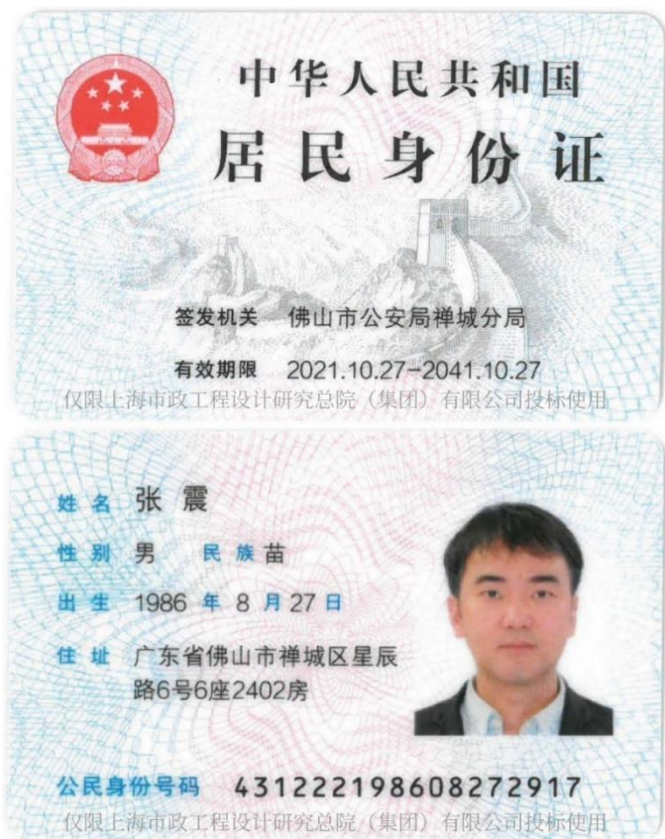 中华人民共和国
居民身份证
签发机关 佛山市公安局禅城分局
有效期限 2021.10.27-2041.10.27
仅限上海市政工程设计研究总院（集团）有限公司投标使用
姓名 张震
性别 男 民族 苗
出生 1986 年 8 月 27 日
住址 广东省佛山市禅城区星辰
路6号6座2402房
公民身份号码 431222198608272917
仅限上海市政工程设计研究总院（集团）有限公司投标使用